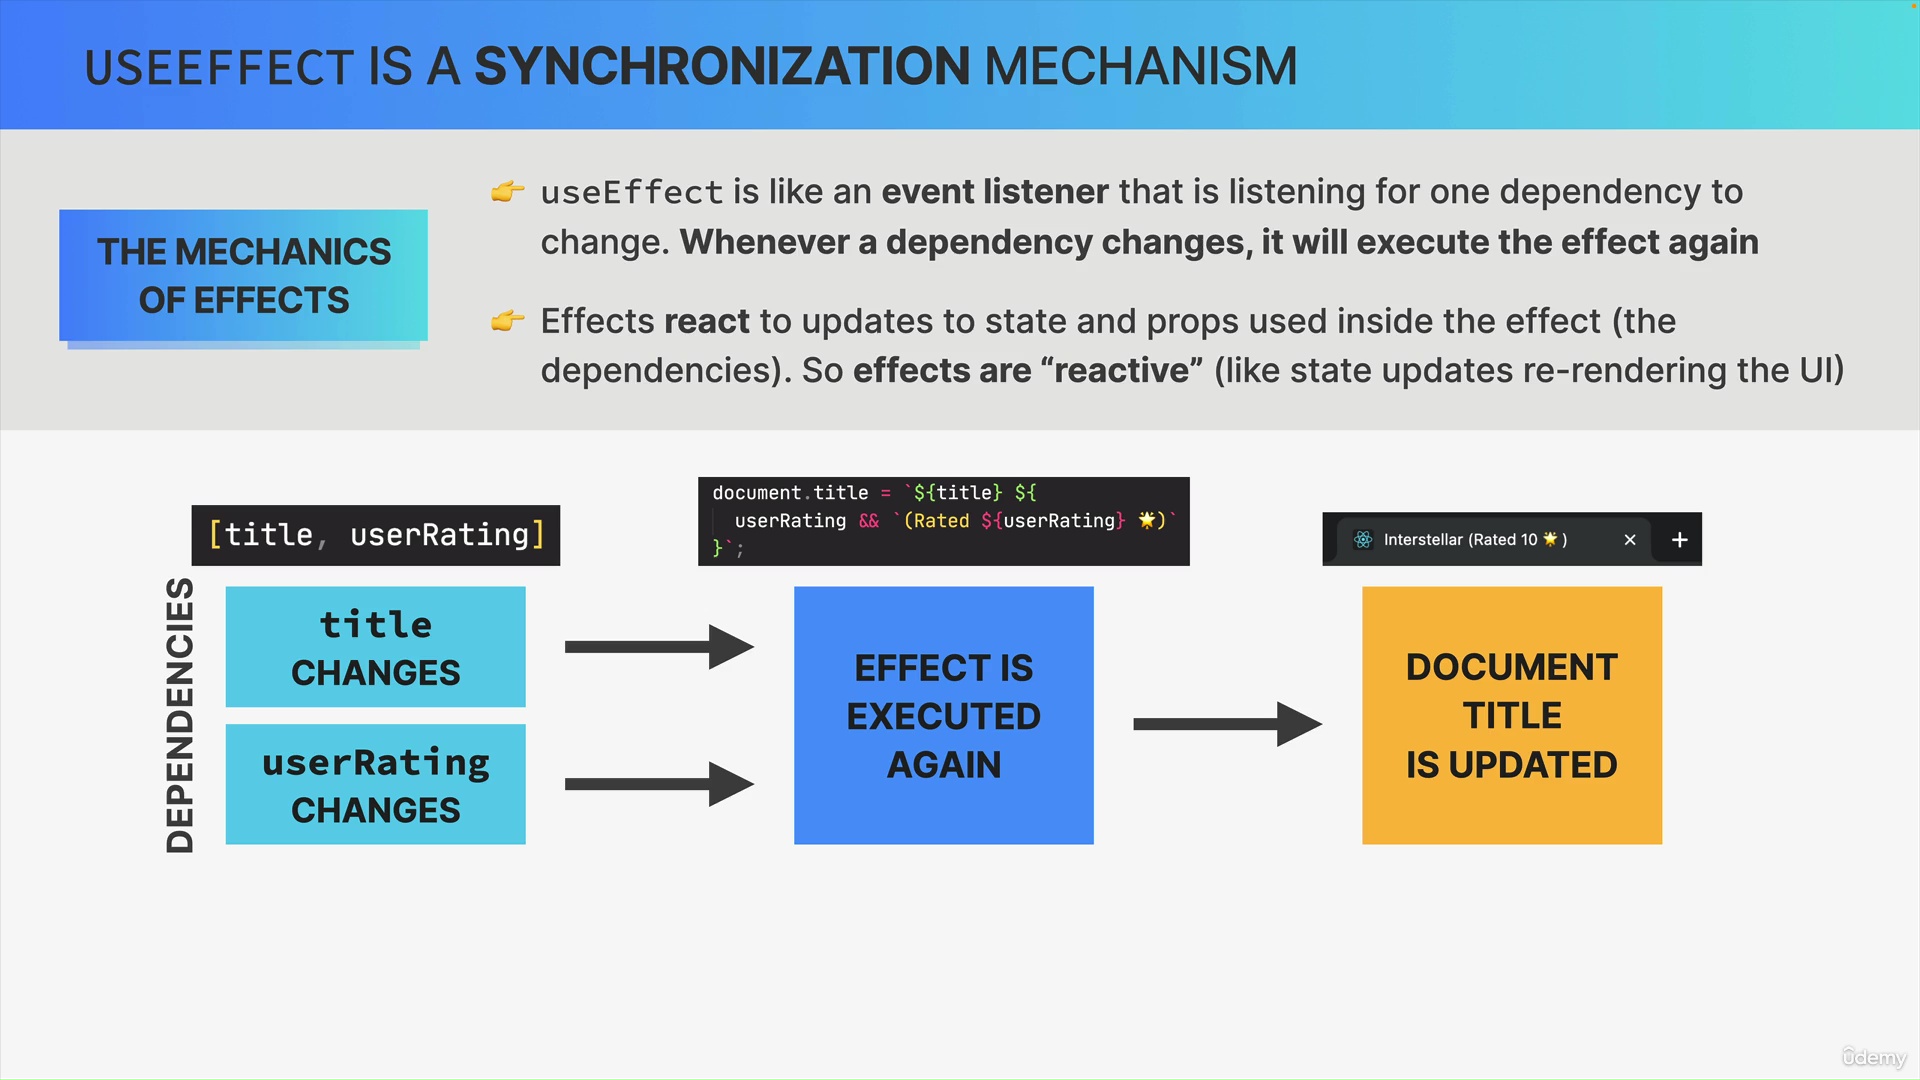 USEEFFECT IS A SYNCHRONIZATION MECHANISM
THE MECHANICS
OF EFFECTS
👉 useEffect is like an event listener that is listening for one dependency to
change. Whenever a dependency changes, it will execute the effect again
👉 Effects react to updates to state and props used inside the effect (the
dependencies). So effects are “reactive” (like state updates re-rendering the UI)
[title, userRating]
DEPENDENCIES
title
CHANGES
userRating
CHANGES
document.title = `${title} ${
userRating && `(Rated ${userRating} 🌟)`
}`;
EFFECT IS
EXECUTED
AGAIN
Interstellar (Rated 10 🌟 )
DOCUMENT
TITLE
IS UPDATED
ûdemy